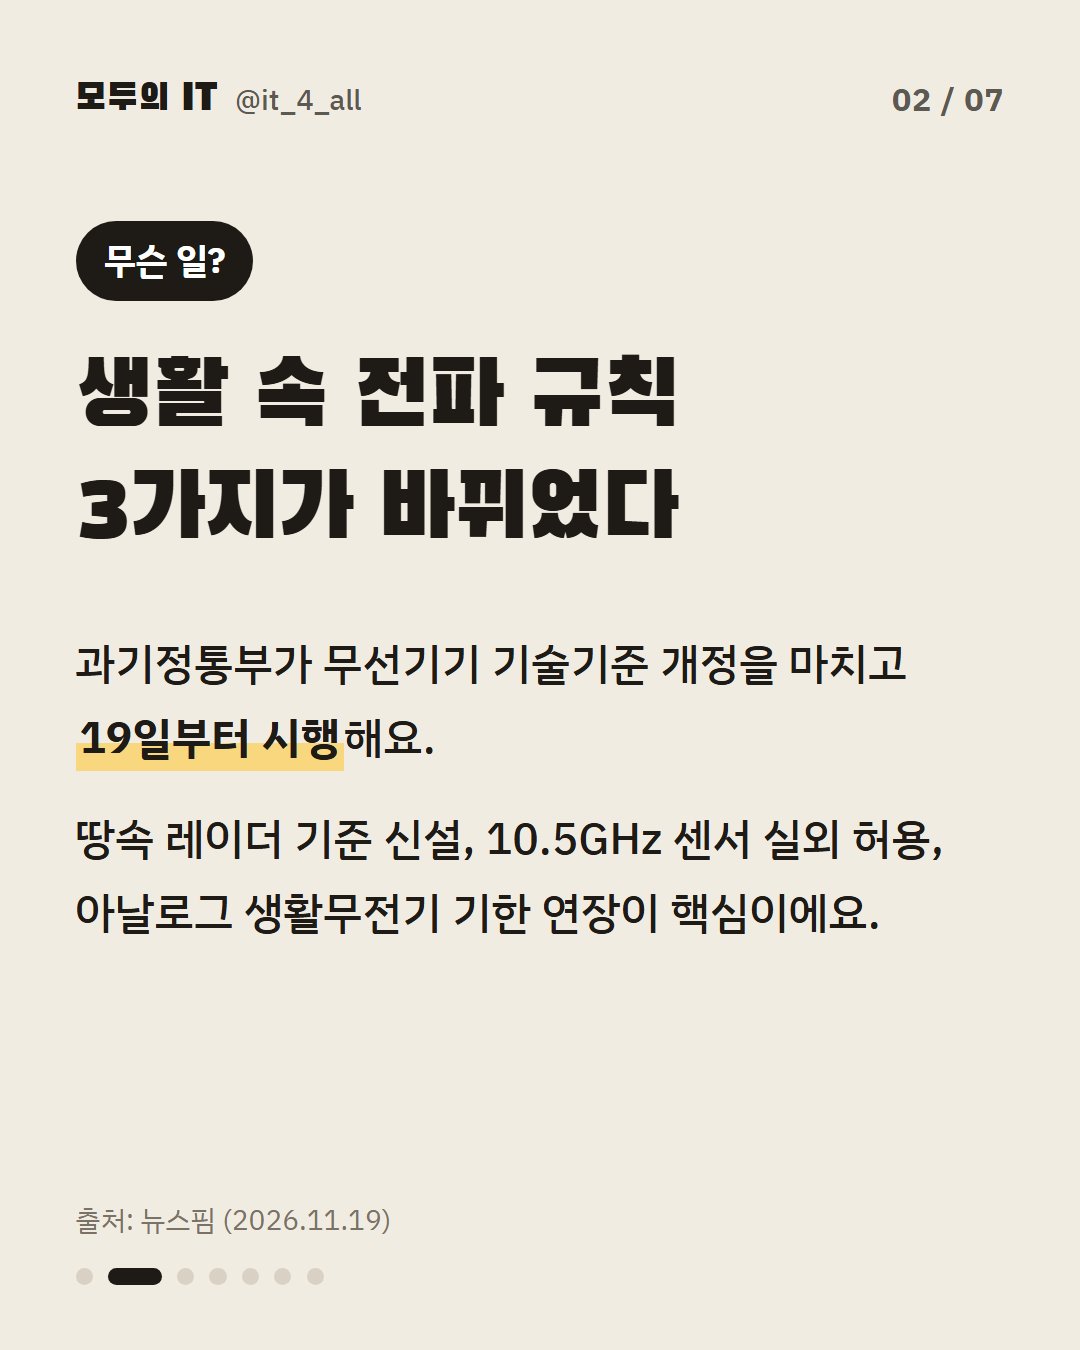 모두의 IT @it_4_all
02 / 07
무슨 일?
생활 속 전파 규칙
3가지가 바뀌었다
과기정통부가 무선기기 기술기준 개정을 마치고
19일부터 시행해요.
땅속 레이더 기준 신설, 10.5GHz 센서 실외 허용,
아날로그 생활무전기 기한 연장이 핵심이에요.
출처: 뉴스핌 (2026.11.19)